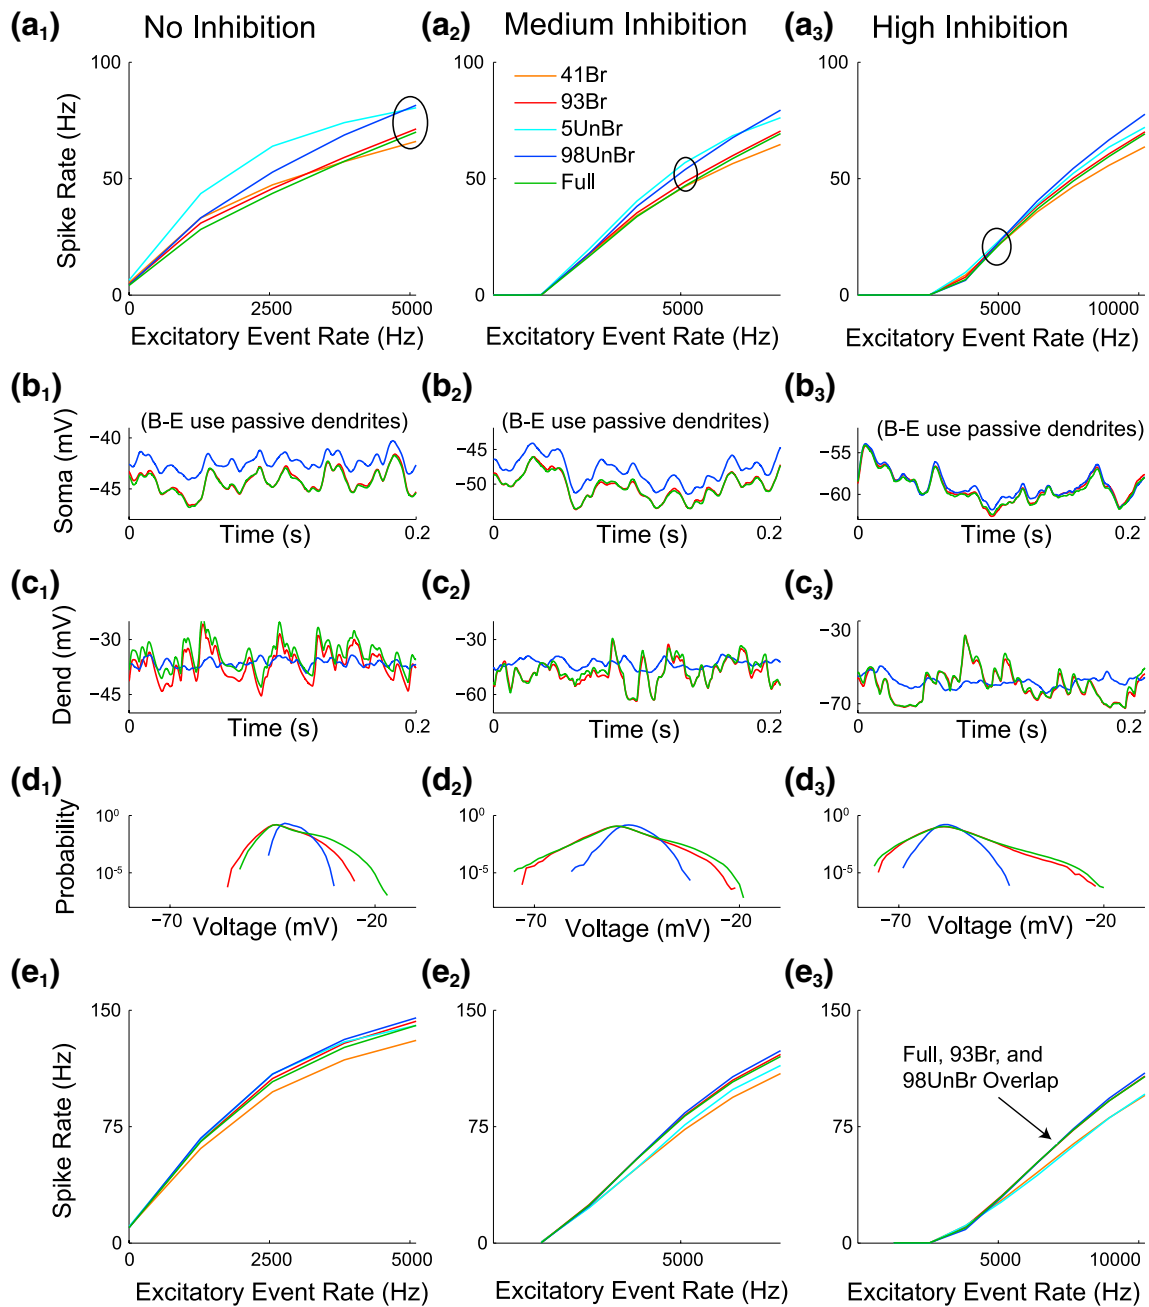 (a1) No Inhibition
(a2) Medium Inhibition
(a3) High Inhibition
Spike Rate (Hz)
100
50
0
0
2500
5000
Excitatory Event Rate (Hz)
100
50
0
5000
Excitatory Event Rate (Hz)
41Br
93Br
5UnBr
98UnBr
Full
100
50
0
5000
10000
Excitatory Event Rate (Hz)
(b1)
(B-E use passive dendrites)
Soma (mV)
−40
−45
0
Time (s)
0.2
(b2)
(B-E use passive dendrites)
−45
−50
0
Time (s)
0.2
(b3)
(B-E use passive dendrites)
−55
−60
0
Time (s)
0.2
(c1)
Dend (mV)
−30
−45
0
Time (s)
0.2
(c2)
−30
−60
0
Time (s)
0.2
(c3)
−30
−70
0
Time (s)
0.2
(d1)
Probability
10^0
10^−5
−70
−20
Voltage (mV)
(d2)
10^0
10^−5
−70
−20
Voltage (mV)
(d3)
10^0
10^−5
−70
−20
Voltage (mV)
(e1)
Spike Rate (Hz)
150
75
0
0
2500
5000
Excitatory Event Rate (Hz)
(e2)
150
75
0
5000
Excitatory Event Rate (Hz)
(e3)
150
75
0
Full, 93Br, and
98UnBr Overlap
5000
10000
Excitatory Event Rate (Hz)